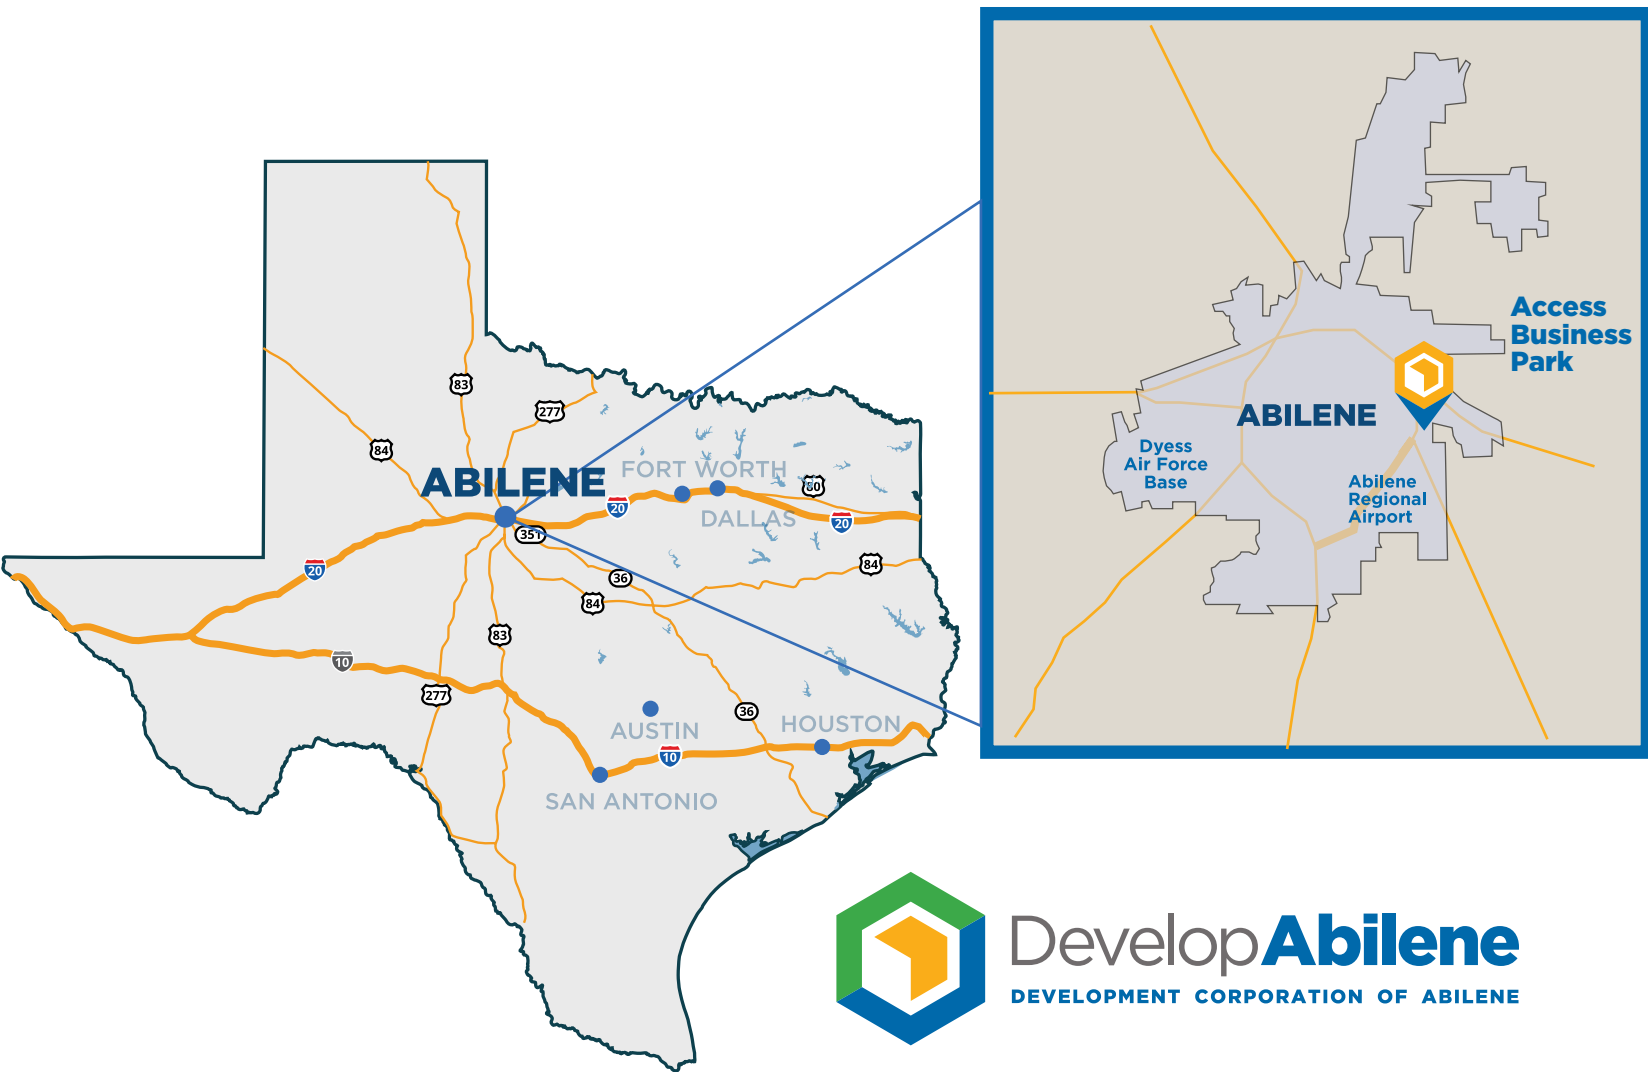 83
277
84
ABILENE
FORT WORTH
80
20
DALLAS
20
351
20
36
84
84
83
10
277
36
AUSTIN
HOUSTON
10
SAN ANTONIO
Access
Business
Park
ABILENE
Dyess
Air Force
Base
Abilene
Regional
Airport
DevelopAbilene
DEVELOPMENT CORPORATION OF ABILENE